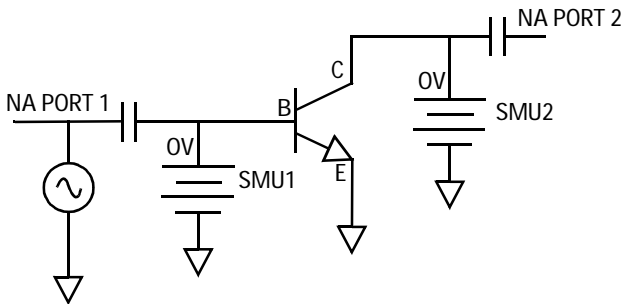 NA PORT 2
C
NA PORT 1
B
0V
SMU2
0V
SMU1
E